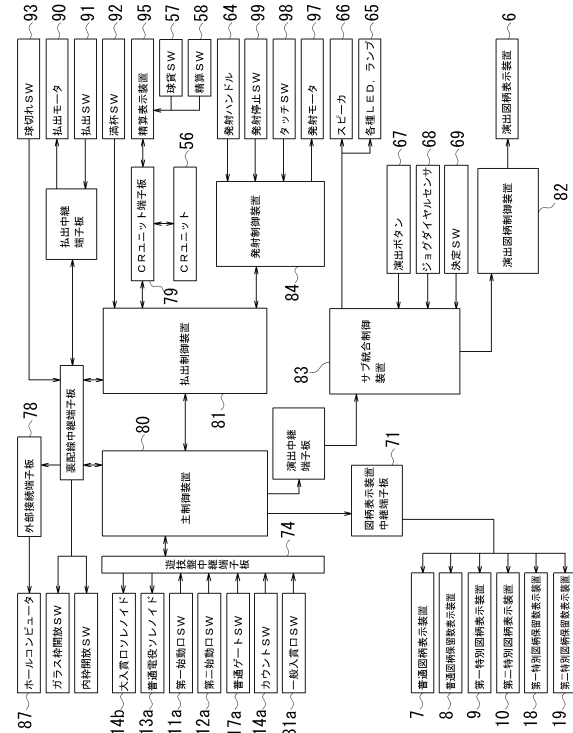 93
球切れSW
90
払出モータ
91
払出SW
92
満杯SW
95
精算表示装置
57
球貸SW
58
精算SW
64
発射ハンドル
99
発射停止SW
98
タッチSW
97
発射モータ
66
スピーカ
65
各種LED,ランプ
6
演出図柄表示装置
払出中継
端子板
CRユニット端子板
79
CRユニット
56
発射制御装置
84
67
演出ボタン
68
ジョグダイヤルセンサ
69
決定SW
演出図柄制御装置
82
払出制御装置
81
サブ統合制御
装置
83
78
外部接続端子板
裏配線中継端子板
80
主制御装置
演出中継
端子板
71
図柄表示装置
中継端子板
74
遊技盤中継端子板
87
ホールコンピュータ
ガラス枠開放SW
内枠開放SW
14b
大入賞口ソレノイド
13a
普通電役ソレノイド
11a
第一始動口SW
12a
第二始動口SW
17a
普通ゲートSW
14a
カウントSW
31a
一般入賞口SW
7
普通図柄表示装置
8
普通図柄保留数表示装置
9
第一特別図柄表示装置
10
第二特別図柄表示装置
18
第一特別図柄保留数表示装置
19
第二特別図柄保留数表示装置